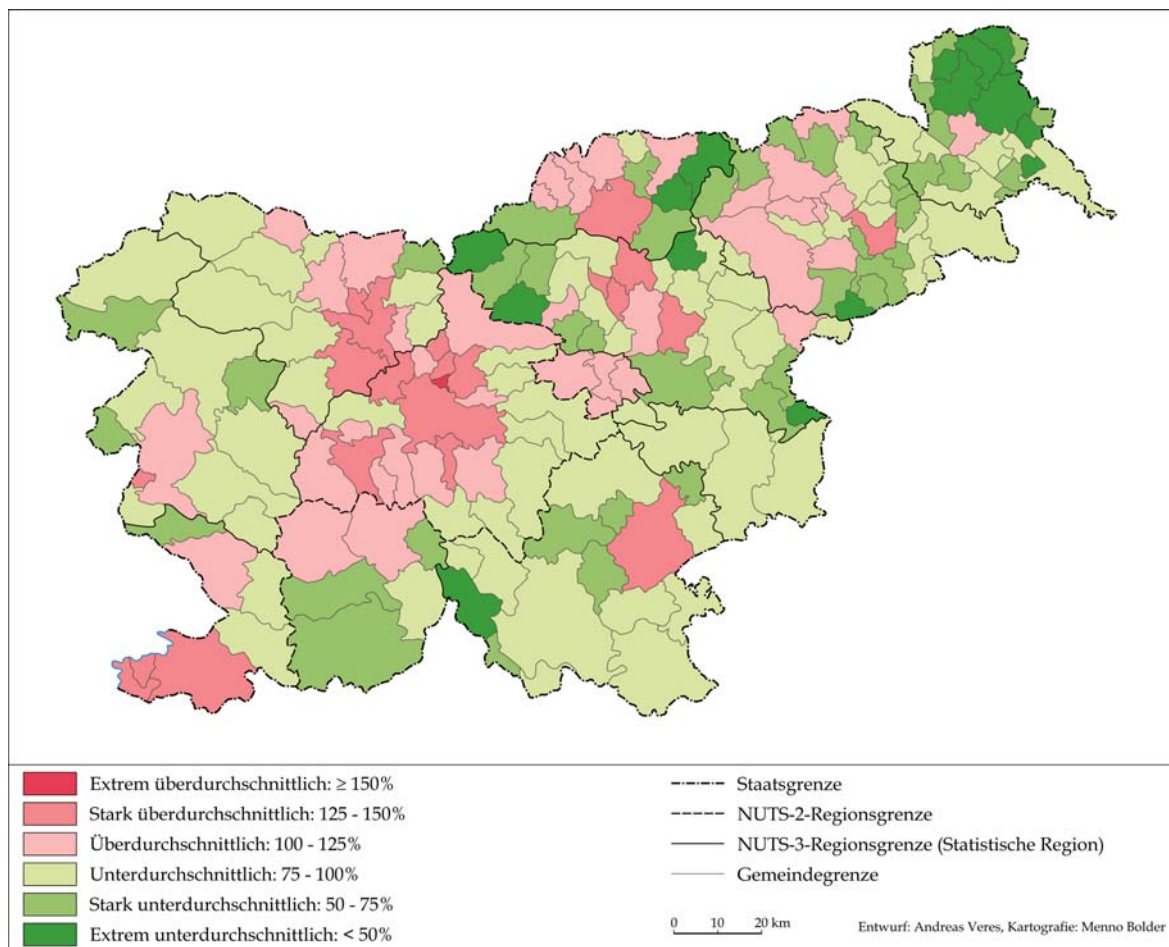 Extrem überdurchschnittlich: ≥ 150%
Stark überdurchschnittlich: 125 - 150%
Überdurchschnittlich: 100 - 125%
Unterdurchschnittlich: 75 - 100%
Stark unterdurchschnittlich: 50 - 75%
Extrem unterdurchschnittlich: < 50%
Staatsgrenze
NUTS-2-Regionsgrenze
NUTS-3-Regionsgrenze (Statistische Region)
Gemeindegrenze
0 20 km
Entwurf: Andreas Veres, Kartografie: Menno Bolder